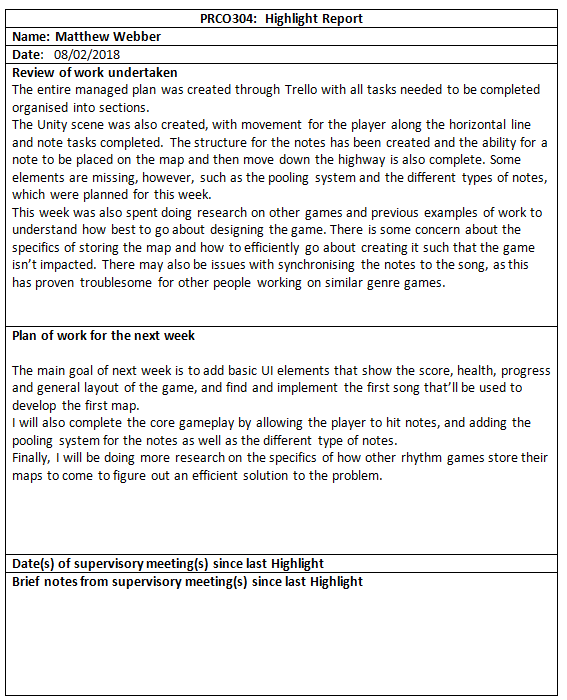 PRCO304: Highlight Report
Name: Matthew Webber
Date: 08/02/2018
Review of work undertaken
The entire managed plan was created through Trello with all tasks needed to be completed
organised into sections.
The Unity scene was also created, with movement for the player along the horizontal line
and note tasks completed. The structure for the notes has been created and the ability for a
note to be placed on the map and then move down the highway is also complete. Some
elements are missing, however, such as the pooling system and the different types of notes,
which were planned for this week.
This week was also spent doing research on other games and previous examples of work to
understand how best to go about designing the game. There is some concern about the
specifics of storing the map and how to efficiently go about creating it such that the game
isn't impacted. There may also be issues with synchronising the notes to the song, as this
has proven troublesome for other people working on similar genre games.
Plan of work for the next week
The main goal of next week is to add basic UI elements that show the score, health, progress
and general layout of the game, and find and implement the first song that'll be used to
develop the first map.
I will also complete the core gameplay by allowing the player to hit notes, and adding the
pooling system for the notes as well as the different type of notes.
Finally, I will be doing more research on the specifics of how other rhythm games store their
maps to come to figure out an efficient solution to the problem.
Date(s) of supervisory meeting(s) since last Highlight
Brief notes from supervisory meeting(s) since last Highlight